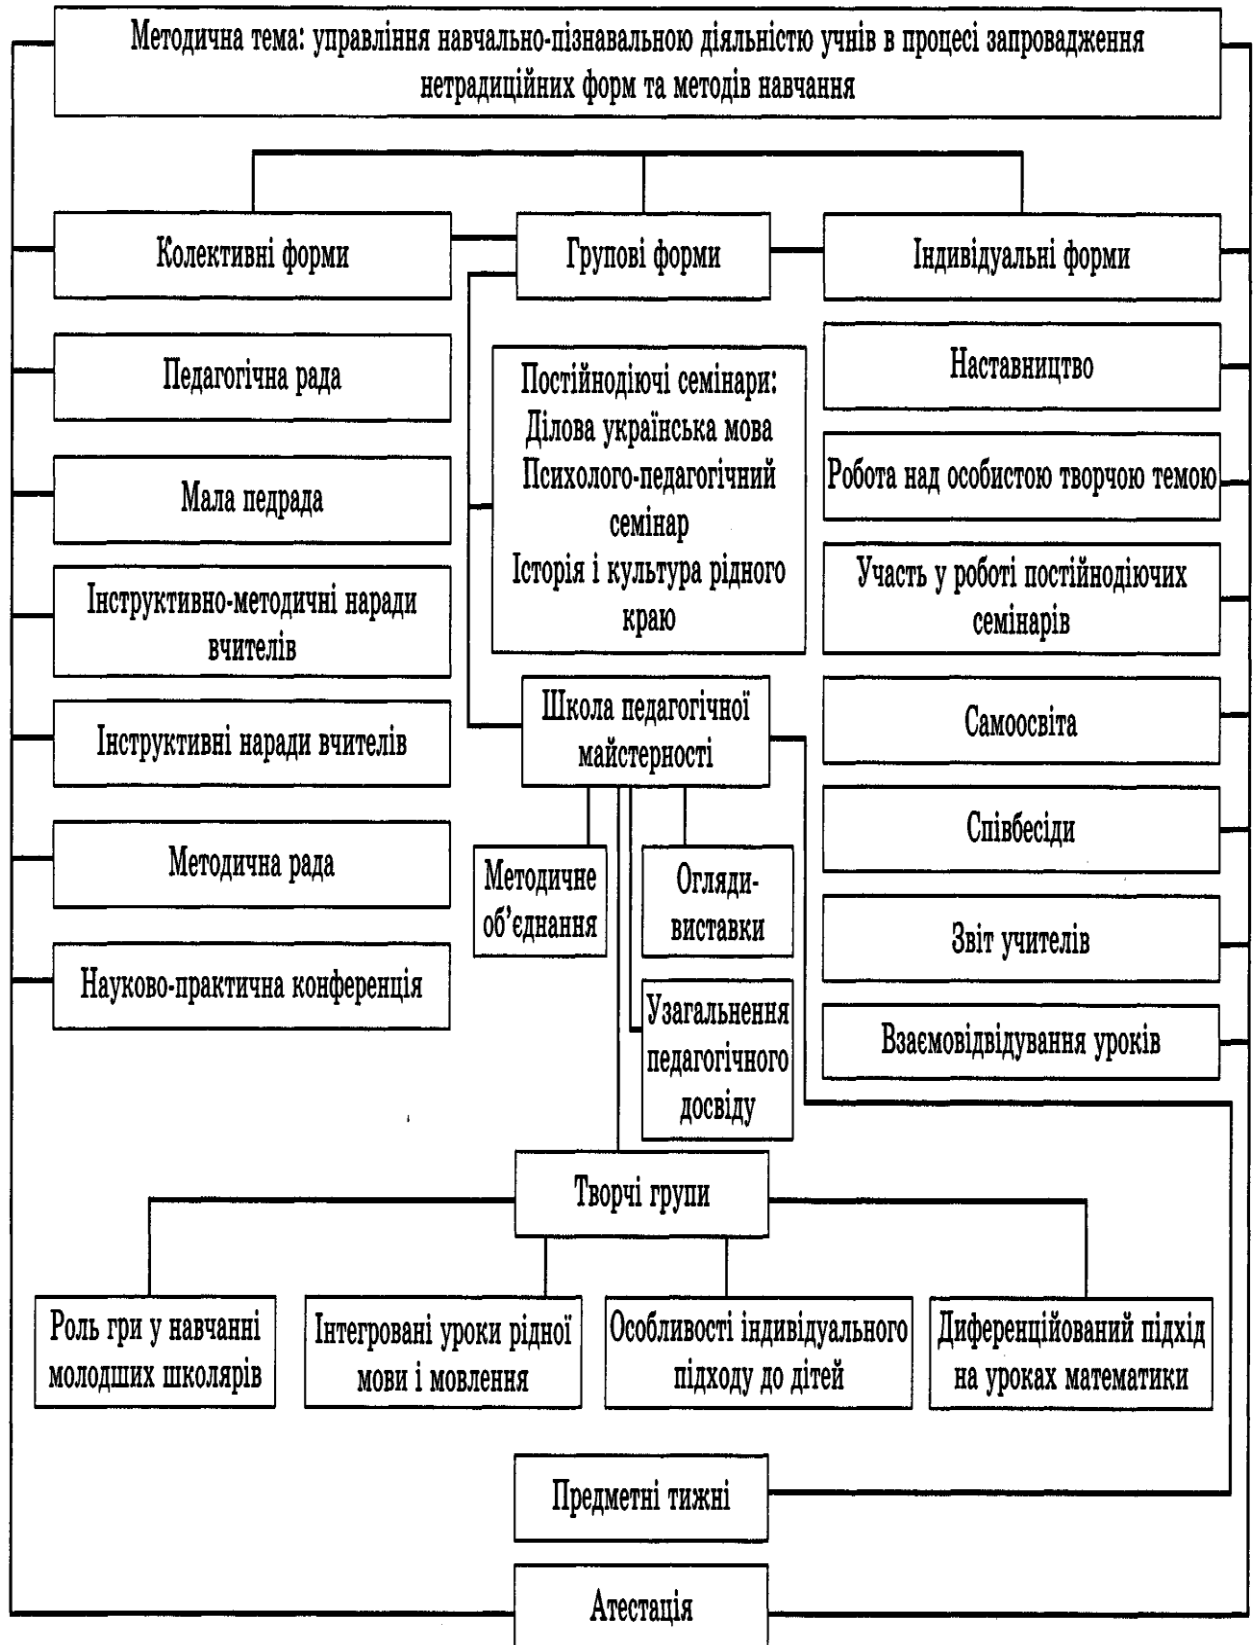 Методична тема: управління навчально-пізнавальною діяльністю учнів в процесі запровадження
нетрадиційних форм та методів навчання
Колективні форми
Групові форми
Індивідуальні форми
Педагогічна рада
Мала педрада
Інструктивно-методичні наради
вчителів
Інструктивні наради вчителів
Методична рада
Науково-практична конференція
Постійнодіючі семінари:
Ділова українська мова
Психолого-педагогічний
семінар
Історія і культура рідного
краю
Школа педагогічної
майстерності
Методичне
об’єднання
Огляди-
виставки
Узагальнення
педагогічного
досвіду
Наставництво
Робота над особистою творчою темою
Участь у роботі постійнодіючих
семінарів
Самоосвіта
Співбесіди
Звіт учителів
Взаємовідвідування уроків
Творчі групи
Роль гри у навчанні
молодших школярів
Інтегровані уроки рідної
мови і мовлення
Особливості індивідуального
підходу до дітей
Диференційований підхід
на уроках математики
Предметні тижні
Атестація